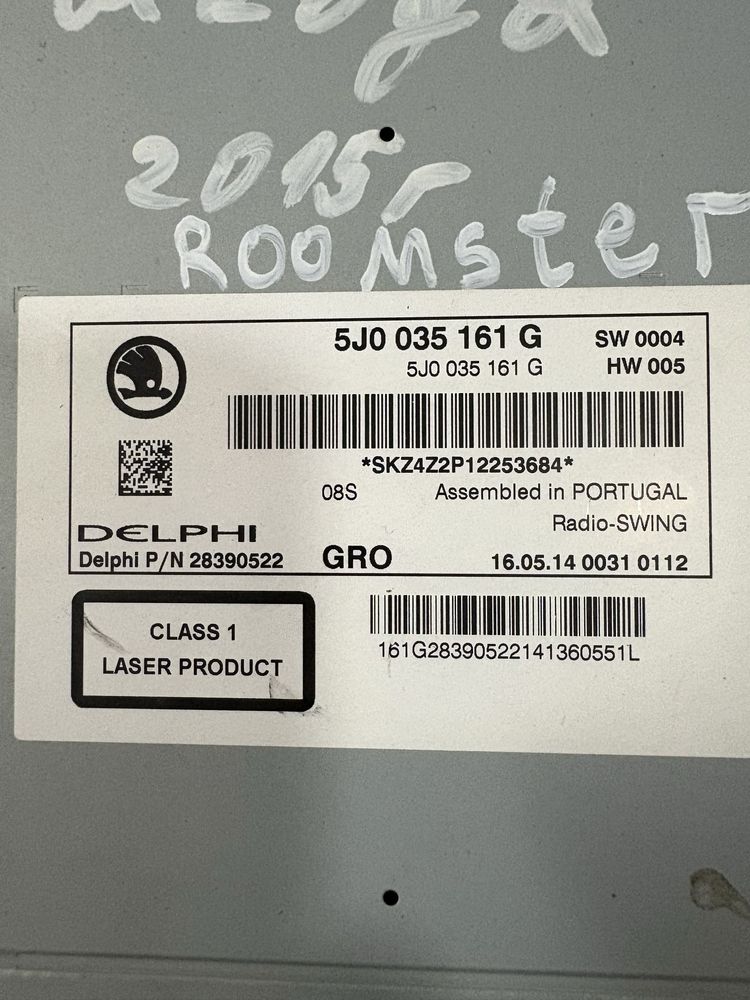 2015г
ROOMster
5J0 035 161 G SW 0004
5J0 035 161 G HW 005
*SKZ4Z2P12253684*
08S Assembled in PORTUGAL
Radio-SWING
DELPHI
Delphi P/N 28390522 GRO 16.05.14 0031 0112
CLASS 1
LASER PRODUCT
161G28390522141360551L